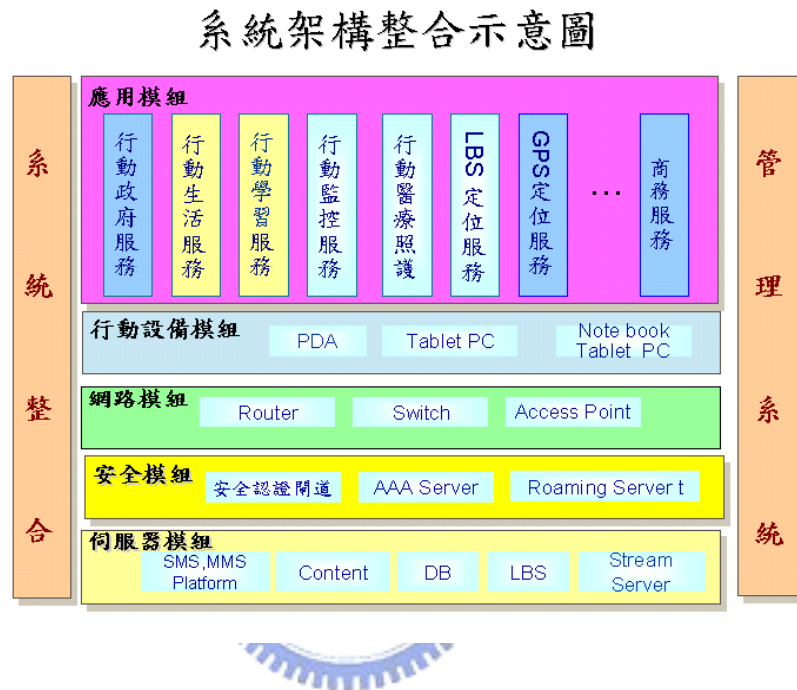 系統架構整合示意圖
系統整合
應用模組
行動政府服務
行動生活服務
行動學習服務
行動監控服務
行動醫療照護
LBS定位服務
GPS定位服務
...
商務服務
行動設備模組
PDA
Tablet PC
Note book
Tablet PC
網路模組
Router
Switch
Access Point
安全模組
安全認證閘道
AAA Server
Roaming Server t
伺服器模組
SMS,MMS
Platform
Content
DB
LBS
Stream
Server
管理系統